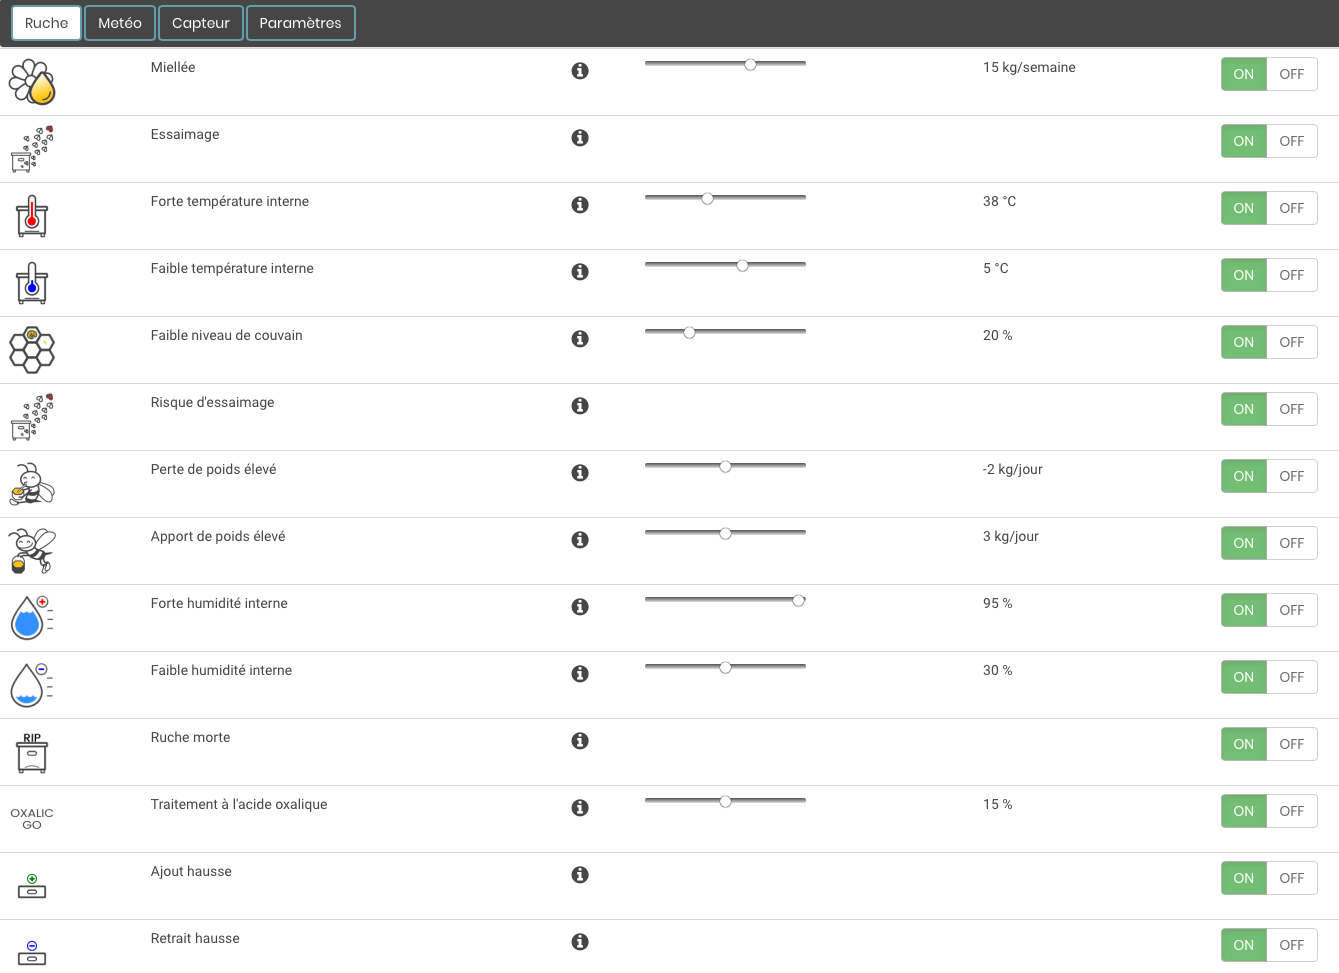 Ruche Metéo Capteur Paramètres
Miellée 15 kg/semaine ON OFF
Essaimage ON OFF
Forte température interne 38 °C ON OFF
Faible température interne 5 °C ON OFF
Faible niveau de couvain 20 % ON OFF
Risque d'essaimage ON OFF
Perte de poids élevé -2 kg/jour ON OFF
Apport de poids élevé 3 kg/jour ON OFF
Forte humidité interne 95 % ON OFF
Faible humidité interne 30 % ON OFF
RIP Ruche morte ON OFF
OXALIC GO Traitement à l'acide oxalique 15 % ON OFF
Ajout hausse ON OFF
Retrait hausse ON OFF